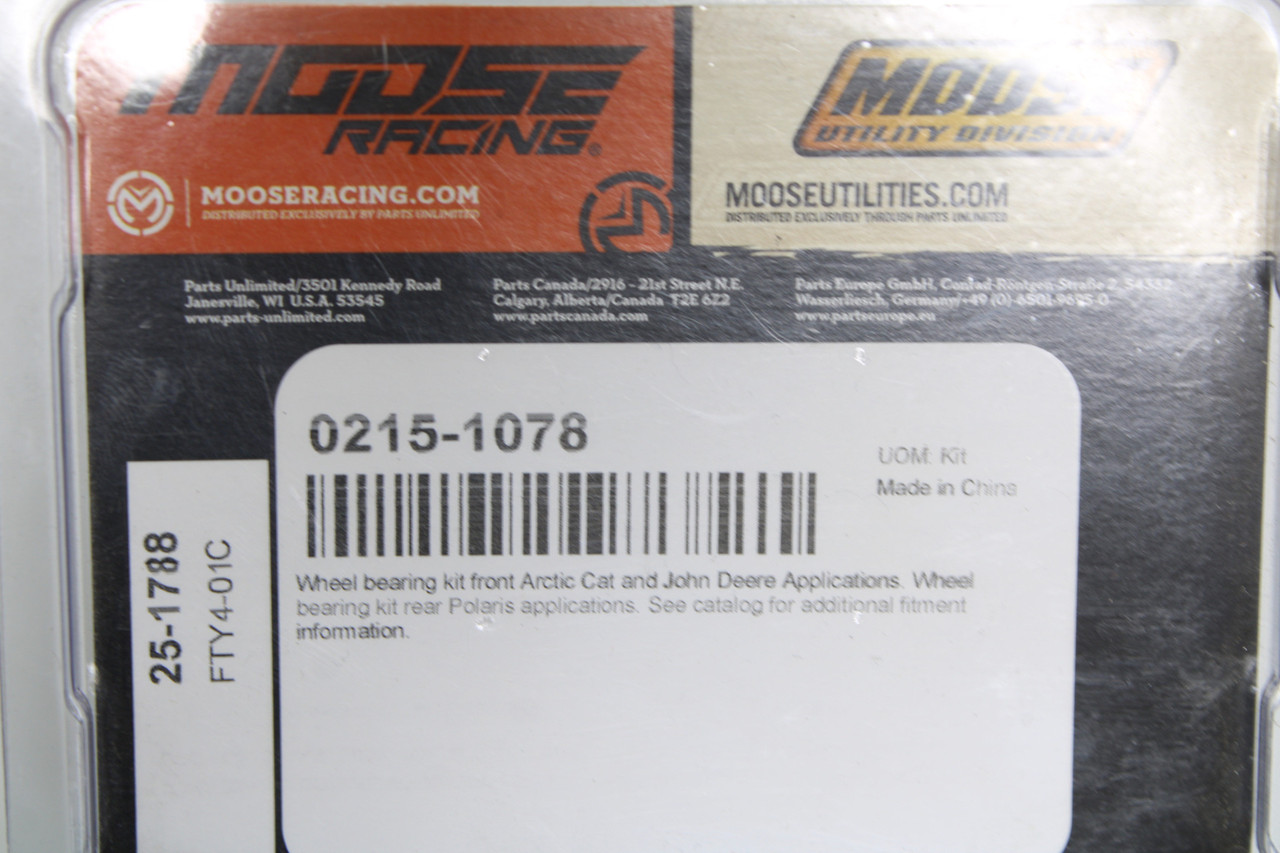 MOOSE
RACING®
MOOSERACING.COM
DISTRIBUTED EXCLUSIVELY BY PARTS UNLIMITED
MOOSE
UTILITY DIVISION
MOOSEUTILITIES.COM
DISTRIBUTED EXCLUSIVELY THROUGH PARTS UNLIMITED
Parts Unlimited/3501 Kennedy Road
Janesville, WI U.S.A. 53545
www.parts-unlimited.com
Parts Canada/2916 - 21st Street N.E.
Calgary, Alberta/Canada T2E 6Z2
www.partscanada.com
Parts Europe GmbH, Conrad-Röntgen-Straße 2, 54332
Wasserliesch, Germany/+49 (0) 6501 9695-0
www.partseurope.eu
0215-1078
UOM: Kit
Made in China
Wheel bearing kit front Arctic Cat and John Deere Applications. Wheel
bearing kit rear Polaris applications. See catalog for additional fitment
information.
25-1788
FTY4-01C